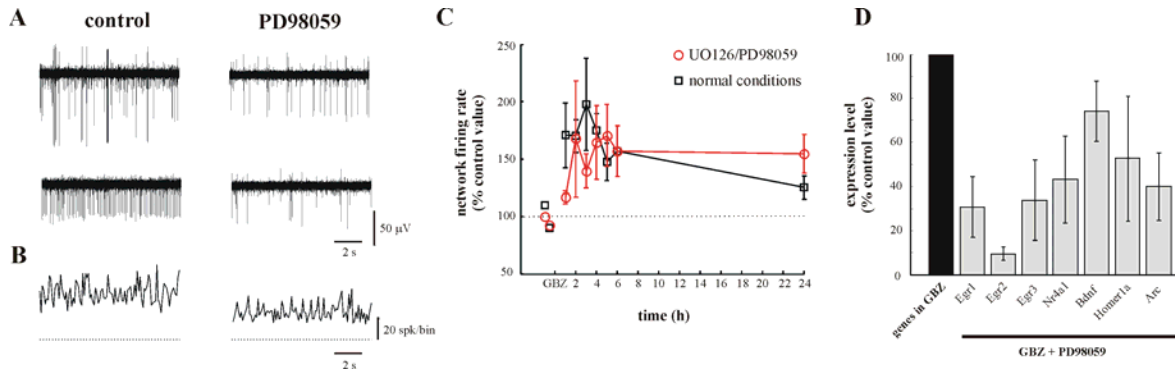 A
control
PD98059
50 µV
2 s
B
20 spk/bin
2 s
C
network firing rate
(% control value)
250
200
150
100
50
UO126/PD98059
normal conditions
GBZ 2 4 6 8 10 12 14 16 18 20 22 24
time (h)
D
expression level
(% control value)
100
80
60
40
20
0
genes in GBZ
Egr1
Egr2
Egr3
Nr4a1
Bdnf
Homer1a
Arc
GBZ + PD98059